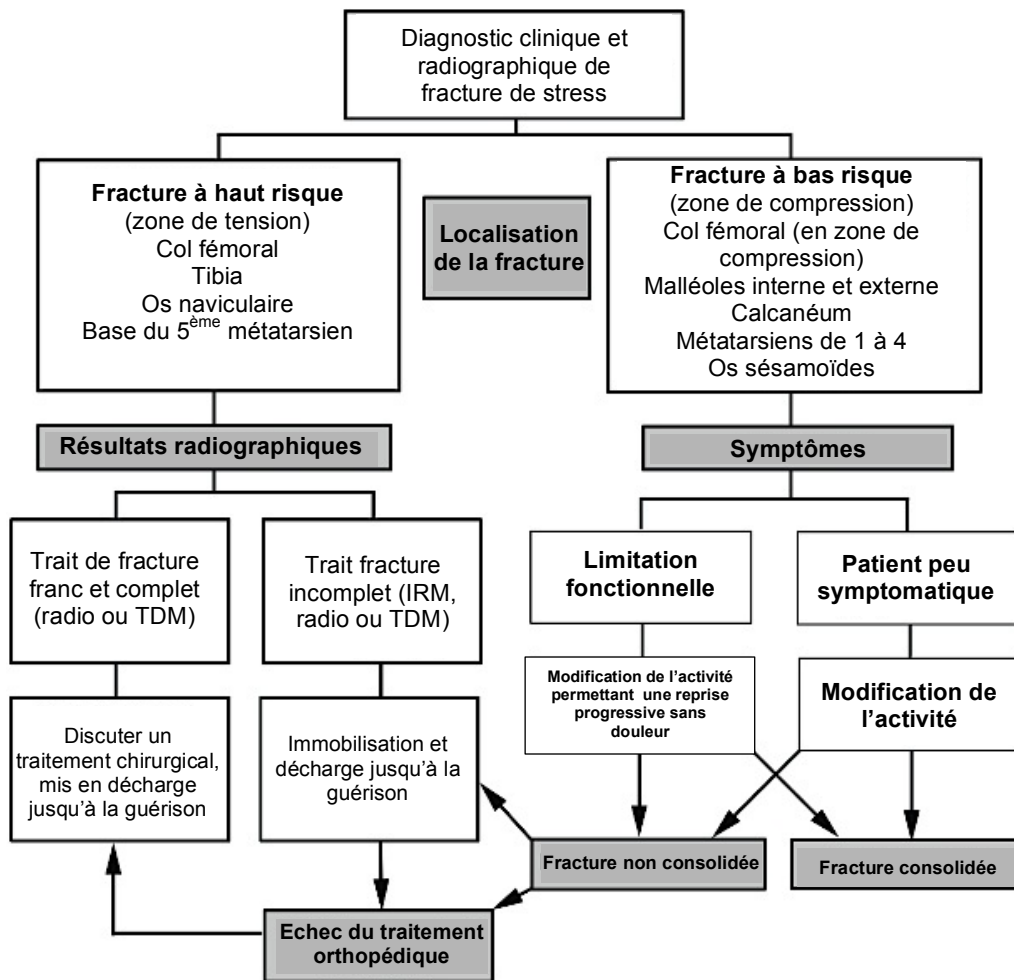 Diagnostic clinique et
radiographique de
fracture de stress
Fracture à haut risque
(zone de tension)
Col fémoral
Tibia
Os naviculaire
Base du 5ème métatarsien
Localisation
de la fracture
Fracture à bas risque
(zone de compression)
Col fémoral (en zone de
compression)
Malléoles interne et externe
Calcanéum
Métatarsiens de 1 à 4
Os sésamoïdes
Résultats radiographiques
Symptômes
Trait de fracture
franc et complet
(radio ou TDM)
Trait fracture
incomplet (IRM,
radio ou TDM)
Limitation
fonctionnelle
Patient peu
symptomatique
Discuter un
traitement chirurgical,
mis en décharge
jusqu'à la guérison
Immobilisation et
décharge jusqu'à la
guérison
Modification de l'activité
permettant une reprise
progressive sans
douleur
Modification de
l'activité
Fracture non consolidée
Fracture consolidée
Echec du traitement
orthopédique